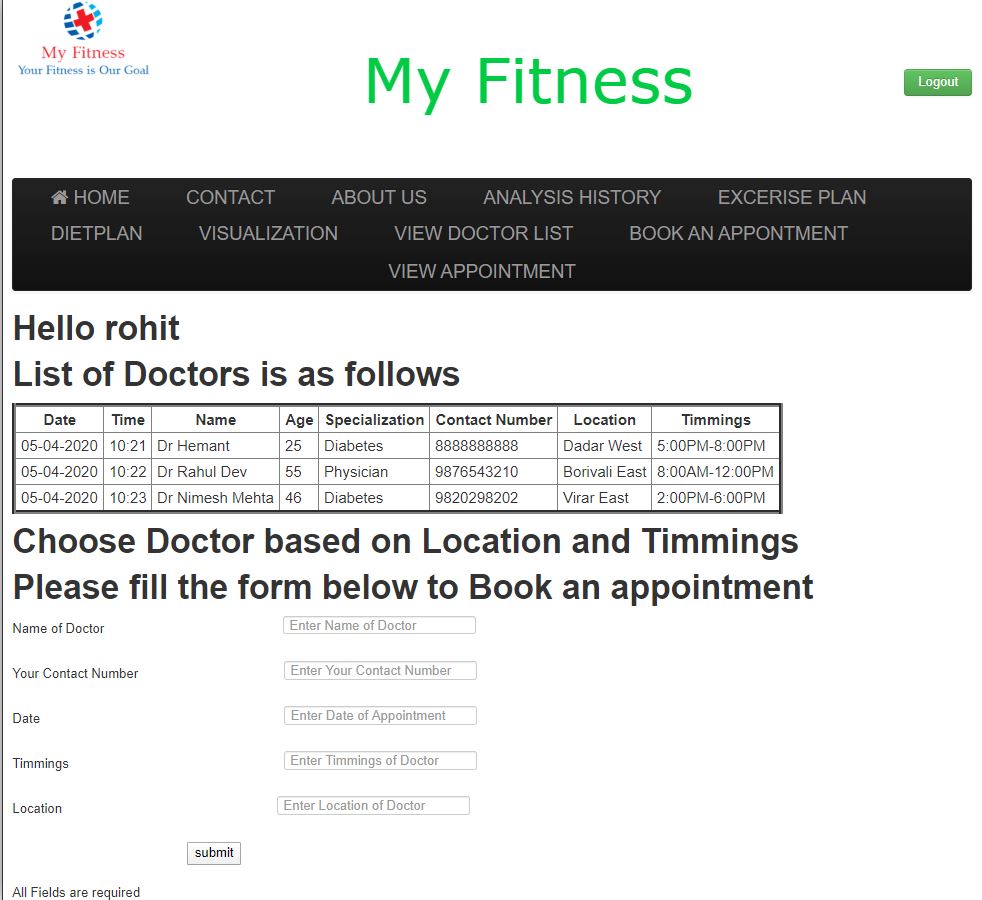 My Fitness
Your Fitness is Our Goal
My Fitness
Logout
HOME CONTACT ABOUT US ANALYSIS HISTORY EXCERISE PLAN
DIETPLAN VISUALIZATION VIEW DOCTOR LIST BOOK AN APPONTMENT
VIEW APPOINTMENT
Hello rohit
List of Doctors is as follows
Date Time Name Age Specialization Contact Number Location Timmings
05-04-2020 10:21 Dr Hemant 25 Diabetes 8888888888 Dadar West 5:00PM-8:00PM
05-04-2020 10:22 Dr Rahul Dev 55 Physician 9876543210 Borivali East 8:00AM-12:00PM
05-04-2020 10:23 Dr Nimesh Mehta 46 Diabetes 9820298202 Virar East 2:00PM-6:00PM
Choose Doctor based on Location and Timmings
Please fill the form below to Book an appointment
Name of Doctor Enter Name of Doctor
Your Contact Number Enter Your Contact Number
Date Enter Date of Appointment
Timmings Enter Timmings of Doctor
Location Enter Location of Doctor
submit
All Fields are required